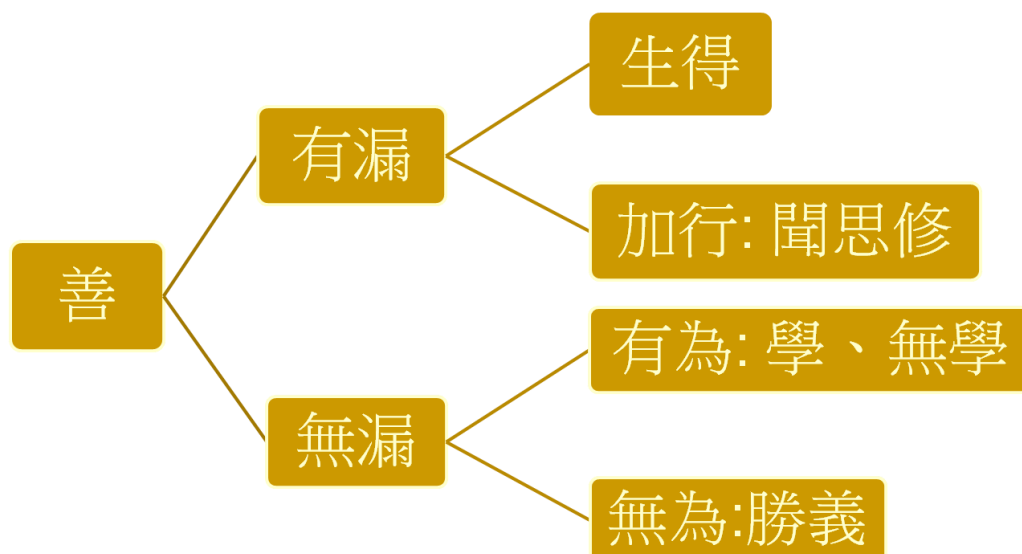 善
有漏
生得
加行: 聞思修
無漏
有為: 學、無學
無為:勝義